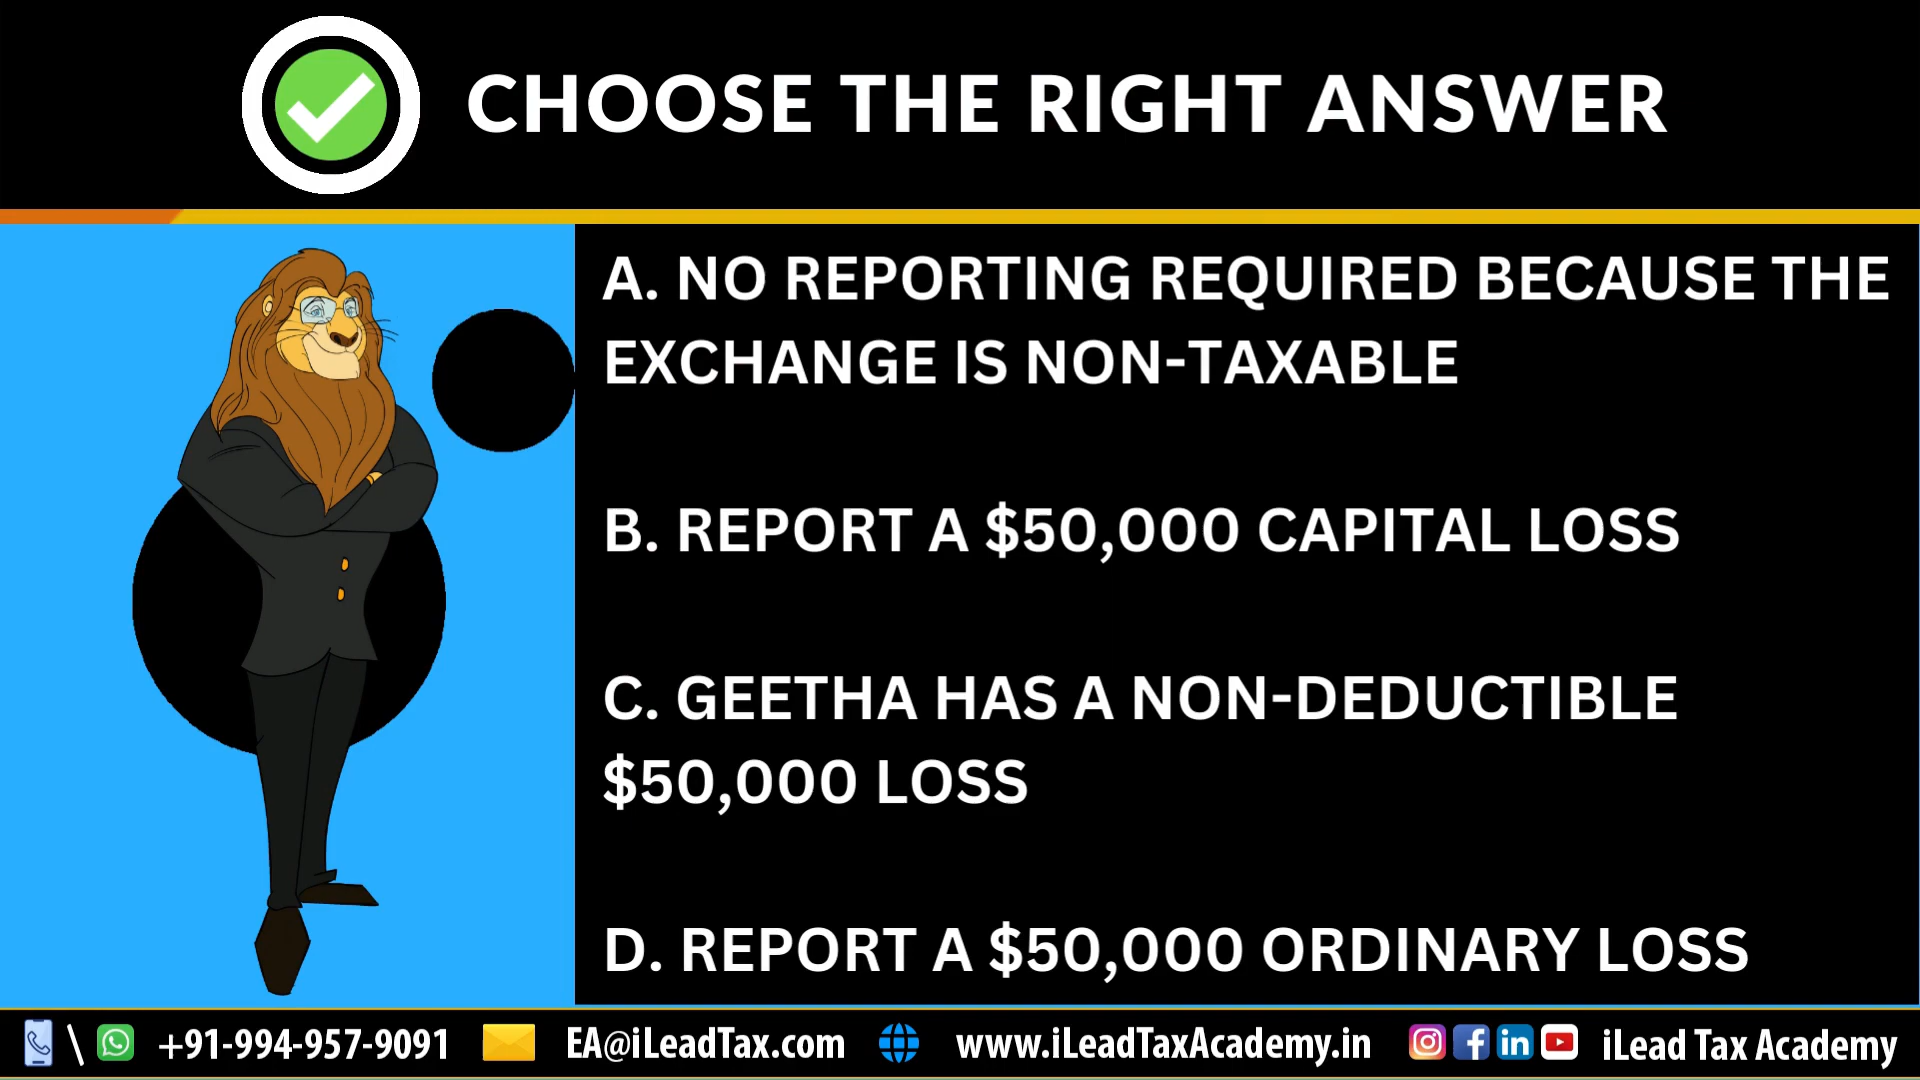 CHOOSE THE RIGHT ANSWER
A. NO REPORTING REQUIRED BECAUSE THE
EXCHANGE IS NON-TAXABLE
B. REPORT A $50,000 CAPITAL LOSS
C. GEETHA HAS A NON-DEDUCTIBLE
$50,000 LOSS
D. REPORT A $50,000 ORDINARY LOSS
\ +91-994-957-9091 EA@iLeadTax.com www.iLeadTaxAcademy.in iLead Tax Academy